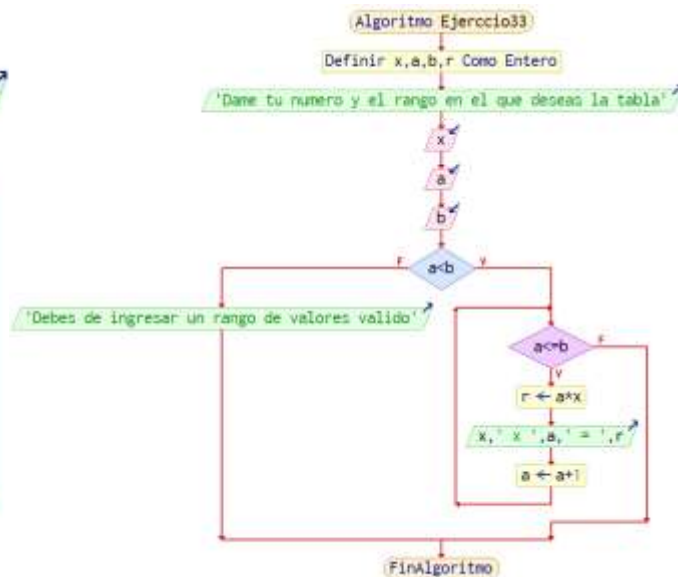 Algoritmo Ejerccio33
Definir x,a,b,r Como Entero
'Dame tu numero y el rango en el que deseas la tabla'
x
a
b
a<b
F
V
'Debes de ingresar un rango de valores valido'
a<=b
F
V
r ← a*x
x,' x ',a,' = ',r
a ← a+1
FinAlgoritmo